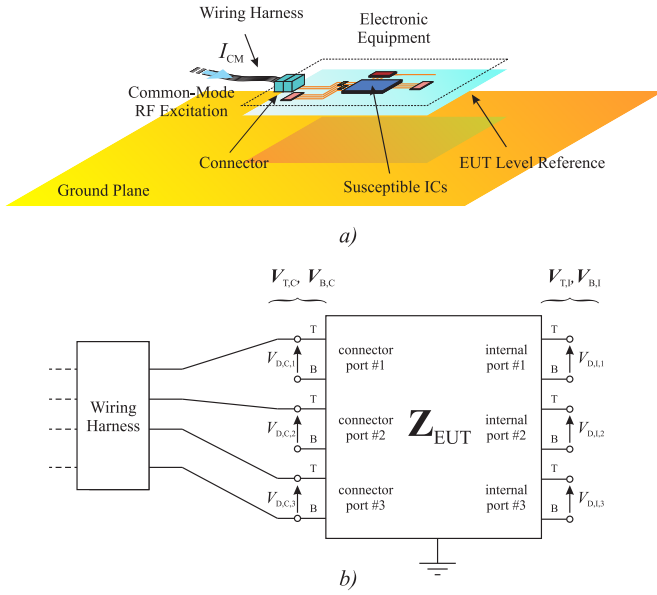 Wiring Harness
Electronic
Equipment
I_CM
Common-Mode
RF Excitation
Connector
EUT Level Reference
Susceptible ICs
Ground Plane
a)
V_T,C, V_B,C
V_T,I, V_B,I
T
T
V_D,C,1
connector
port #1
internal
port #1
V_D,I,1
B
B
Wiring
Harness
T
T
V_D,C,2
connector
port #2
Z_EUT
internal
port #2
V_D,I,2
B
B
T
T
V_D,C,3
connector
port #3
internal
port #3
V_D,I,3
B
B
b)